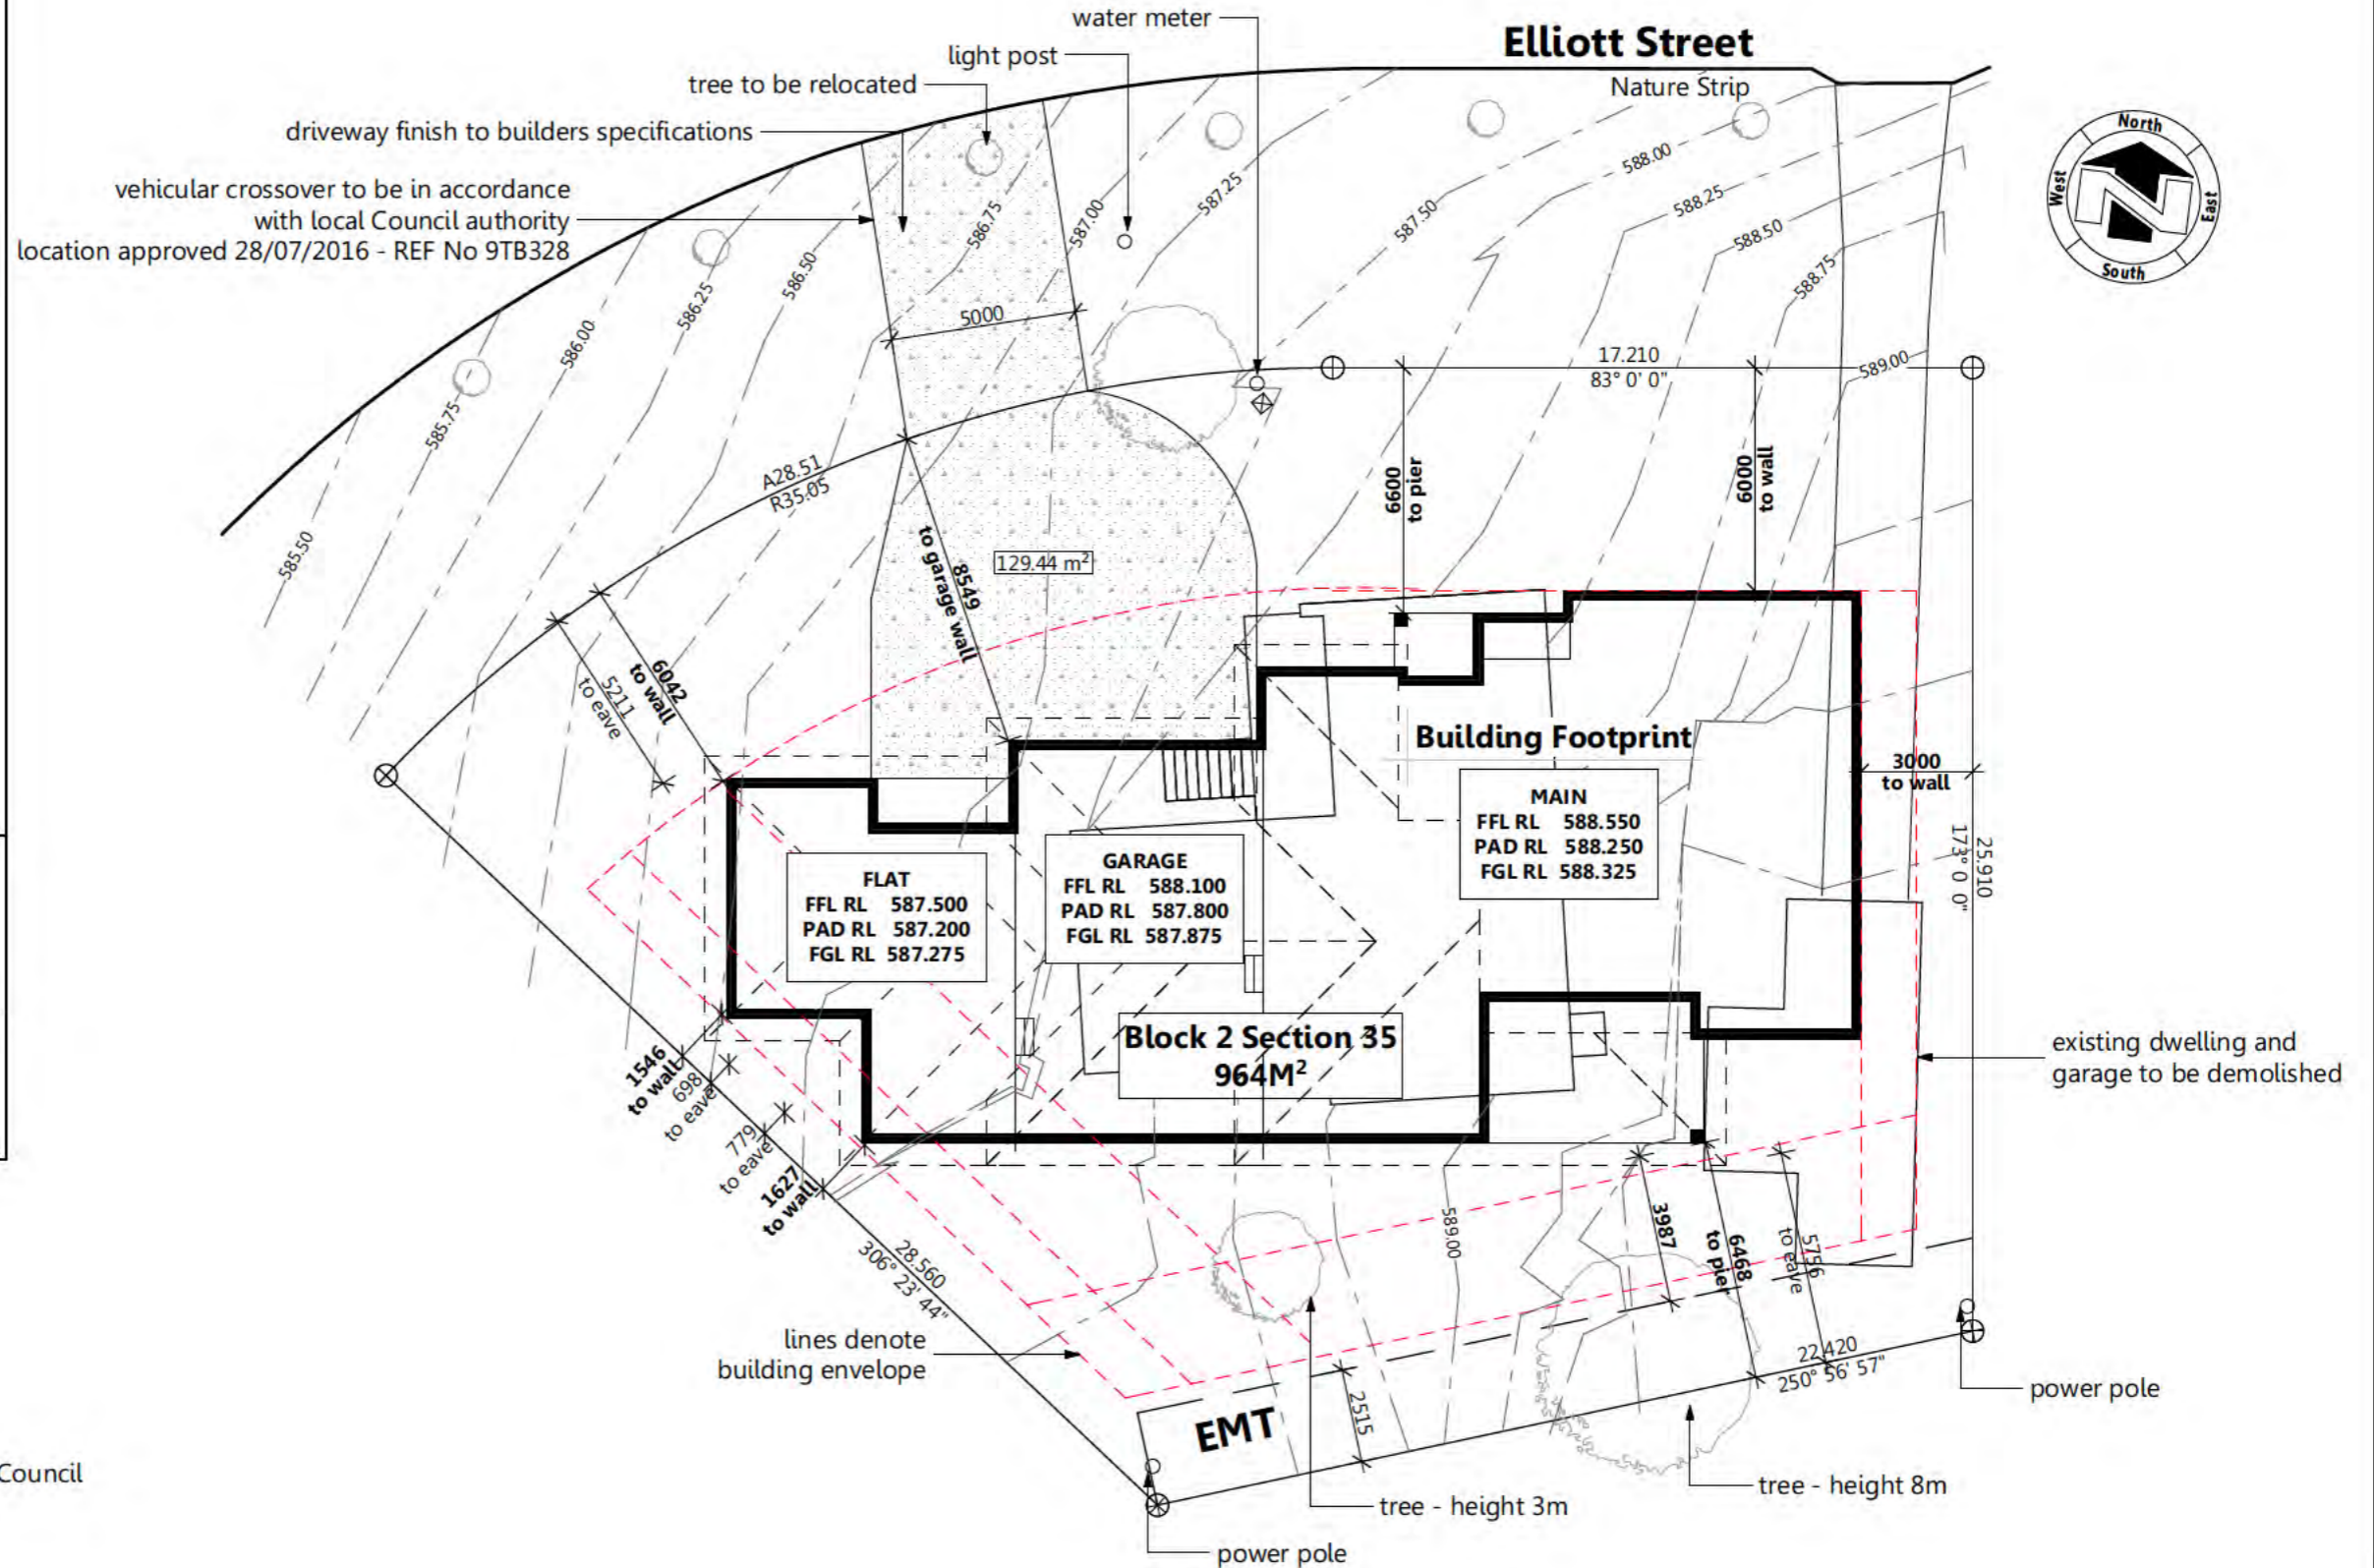 water meter
Elliott Street
light post
Nature Strip
tree to be relocated
driveway finish to builders specifications
vehicular crossover to be in accordance
with local Council authority
location approved 28/07/2016 - REF No 9TB328
North
West
East
South
N
588.00
588.25
588.50
588.75
589.00
587.50
587.25
587.00
586.75
586.50
586.25
586.00
585.75
585.50
5000
17.210
83° 0' 0"
A28.51
R35.05
6600
to pier
6000
to wall
8549
to garage wall
129.44 m²
6042
to wall
5211
to eave
Building Footprint
3000
to wall
MAIN
FFL RL 588.550
PAD RL 588.250
FGL RL 588.325
GARAGE
FFL RL 588.100
PAD RL 587.800
FGL RL 587.875
FLAT
FFL RL 587.500
PAD RL 587.200
FGL RL 587.275
25.910
173° 0 0"
Block 2 Section 35
964M²
existing dwelling and
garage to be demolished
1546
to wall
698
to eave
779
to eave
1627
to wall
28.560
306° 23' 44"
589.00
3987
6468
to pier
5756
to eave
lines denote
building envelope
22.420
250° 56' 57"
2515
EMT
power pole
Council
tree - height 3m
tree - height 8m
power pole